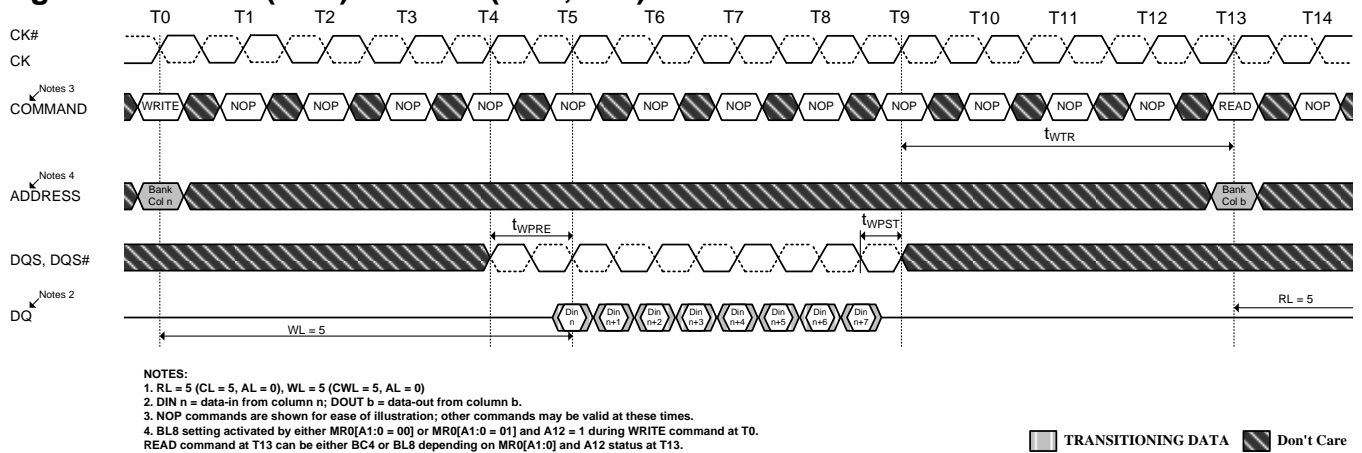 T0 T1 T2 T3 T4 T5 T6 T7 T8 T9 T10 T11 T12 T13 T14
CK#
CK
Notes 3
COMMAND
WRITE NOP NOP NOP NOP NOP NOP NOP NOP NOP NOP NOP NOP READ NOP
tWTR
Notes 4
ADDRESS
Bank
Col n
Bank
Col b
tWPRE
tWPST
DQS, DQS#
Notes 2
DQ
Din
n
Din
n+1
Din
n+2
Din
n+3
Din
n+4
Din
n+5
Din
n+6
Din
n+7
WL = 5
RL = 5
NOTES:
1. RL = 5 (CL = 5, AL = 0), WL = 5 (CWL = 5, AL = 0)
2. DIN n = data-in from column n; DOUT b = data-out from column b.
3. NOP commands are shown for ease of illustration; other commands may be valid at these times.
4. BL8 setting activated by either MR0[A1:0 = 00] or MR0[A1:0 = 01] and A12 = 1 during WRITE command at T0.
READ command at T13 can be either BC4 or BL8 depending on MR0[A1:0] and A12 status at T13.
TRANSITIONING DATA
Don't Care